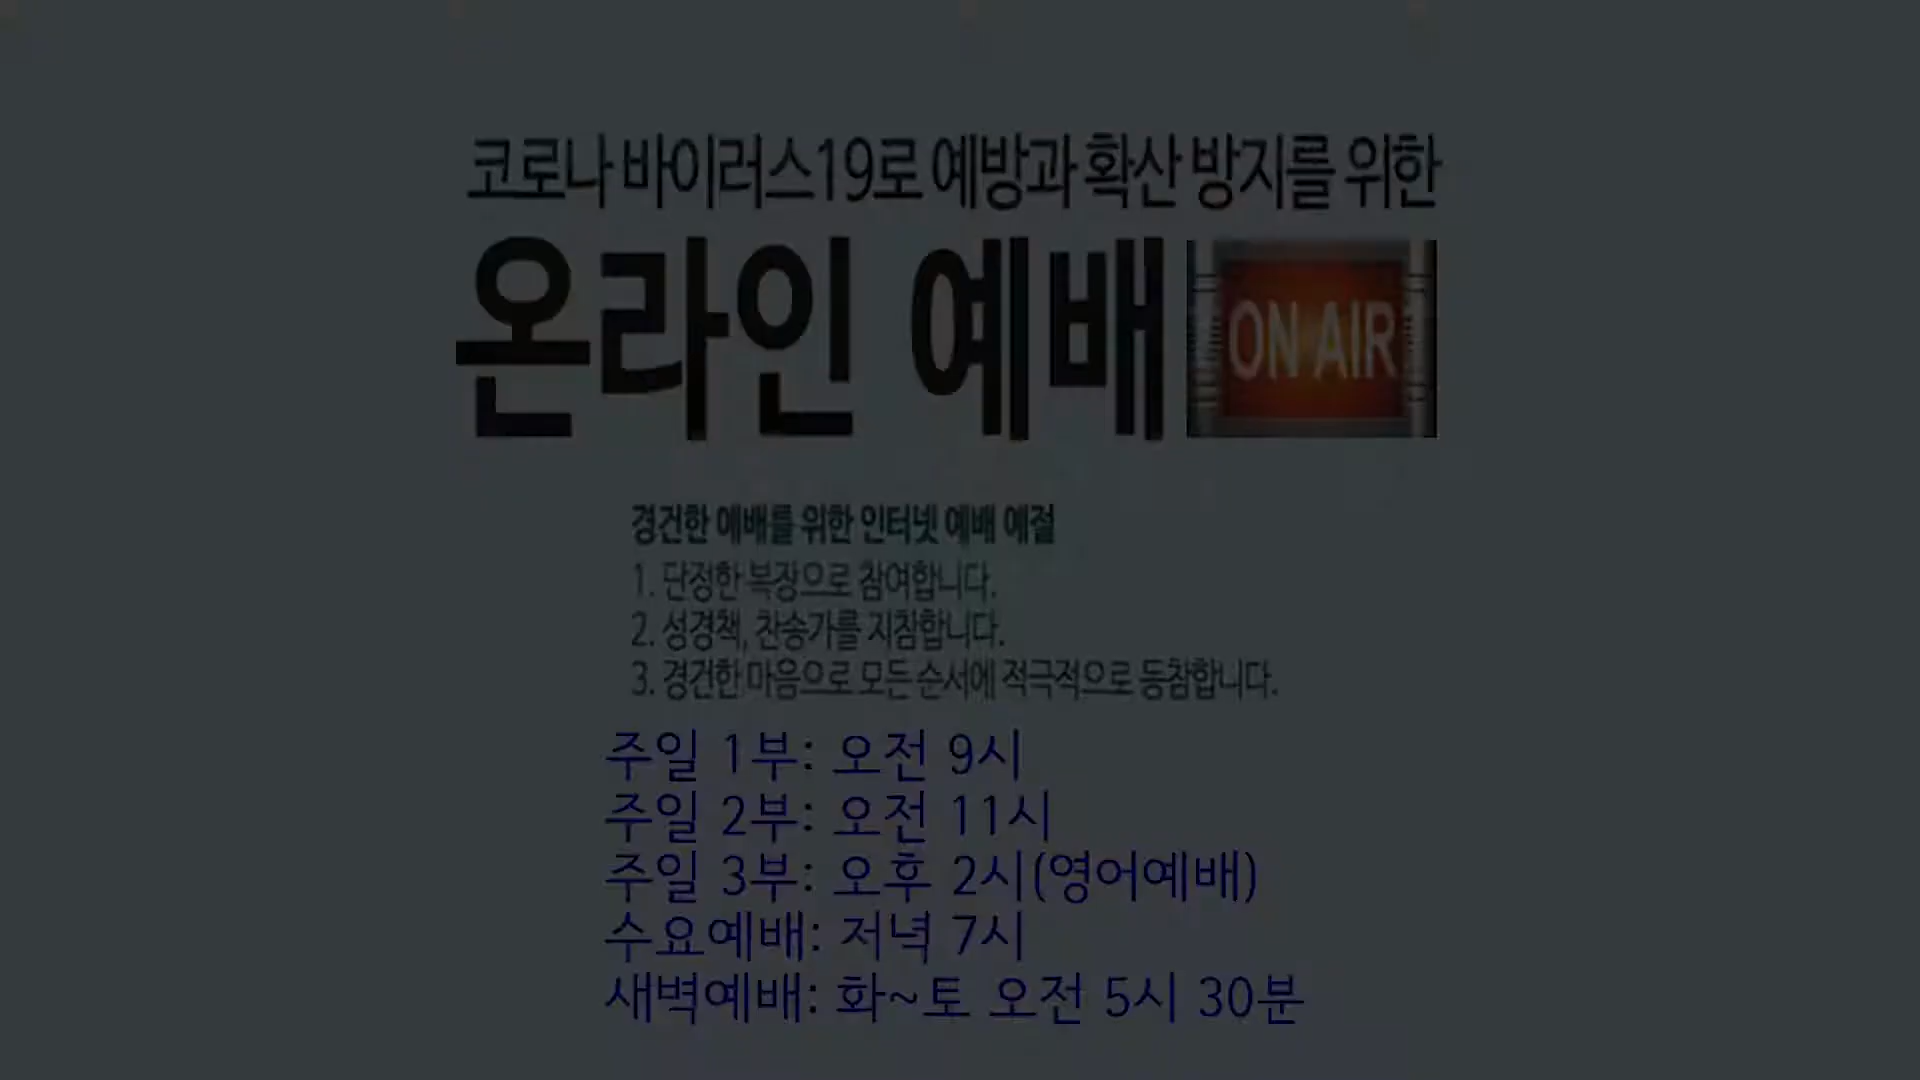 코로나 바이러스19로 예방과 확산 방지를 위한
온라인 예배 ON AIR
경건한 예배를 위한 인터넷 예배 예절
1. 단정한 복장으로 참여합니다.
2. 성경책, 찬송가를 지참합니다.
3. 경건한 마음으로 모든 순서에 적극적으로 동참합니다.
주일 1부: 오전 9시
주일 2부: 오전 11시
주일 3부: 오후 2시(영어예배)
수요예배: 저녁 7시
새벽예배: 화~토 오전 5시 30분